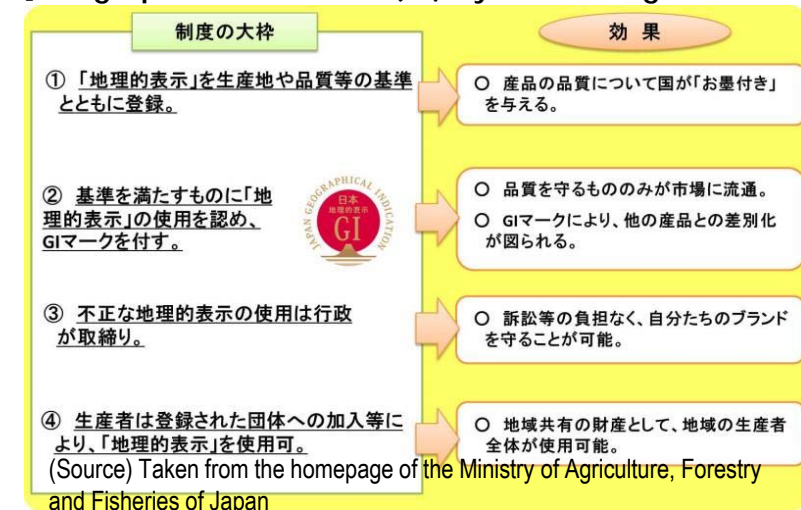 制度の大枠
効 果
① 「地理的表示」を生産地や品質等の基準
とともに登録。
○ 産品の品質について国が「お墨付き」
を与える。
② 基準を満たすものに「地
理的表示」の使用を認め、
GIマークを付す。
JAPAN GEOGRAPHICAL INDICATION
日本
地理的表示
GI
○ 品質を守るもののみが市場に流通。
○ GIマークにより、他の産品との差別化
が図られる。
③ 不正な地理的表示の使用は行政
が取締り。
○ 訴訟等の負担なく、自分たちのブランド
を守ることが可能。
④ 生産者は登録された団体への加入等に
より、「地理的表示」を使用可。
○ 地域共有の財産として、地域の生産者
全体が使用可能。
(Source) Taken from the homepage of the Ministry of Agriculture, Forestry
and Fisheries of Japan